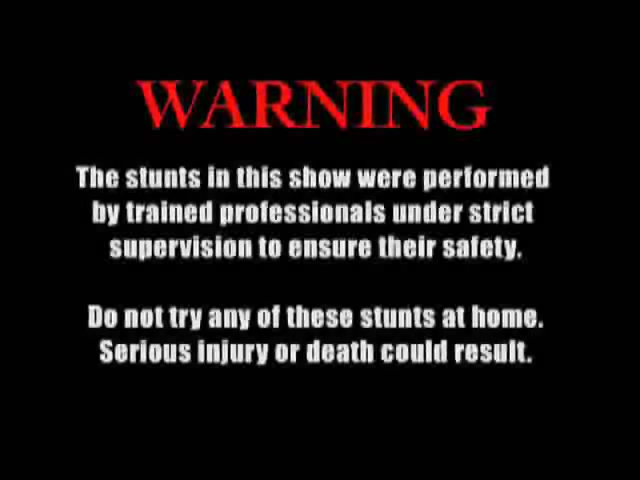 WARNING
The stunts in this show were performed
by trained professionals under strict
supervision to ensure their safety.
Do not try any of these stunts at home.
Serious injury or death could result.